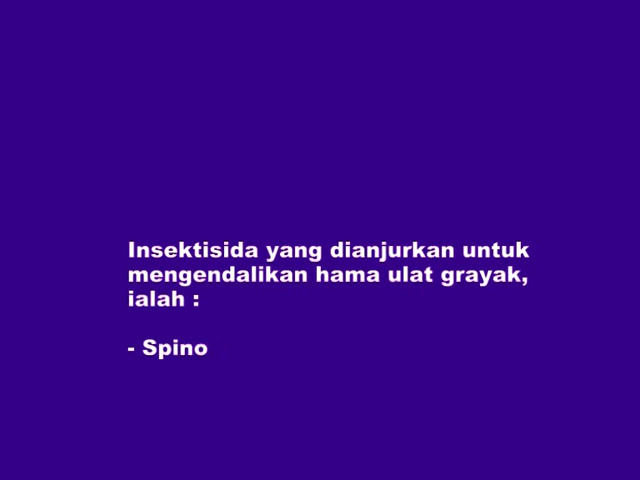 Insektisida yang dianjurkan untuk
mengendalikan hama ulat grayak,
ialah :
- Spino